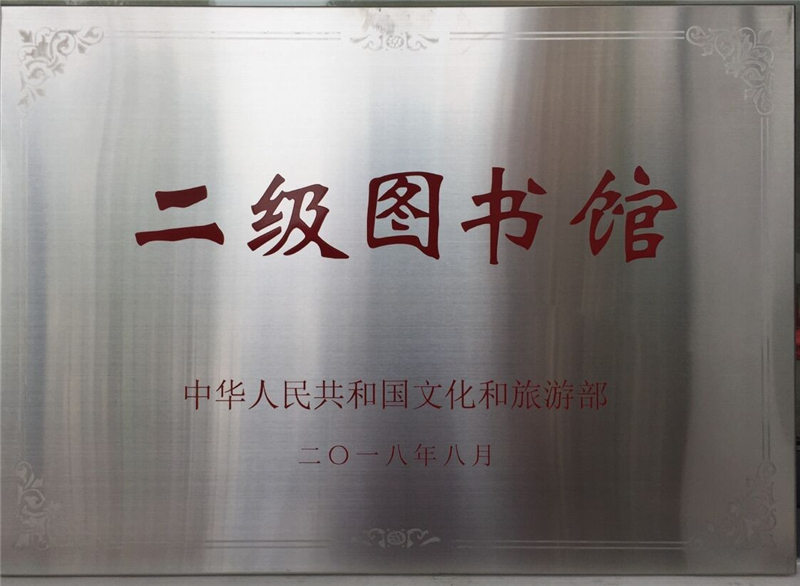 二级图书馆
中华人民共和国文化和旅游部
二〇一八年八月